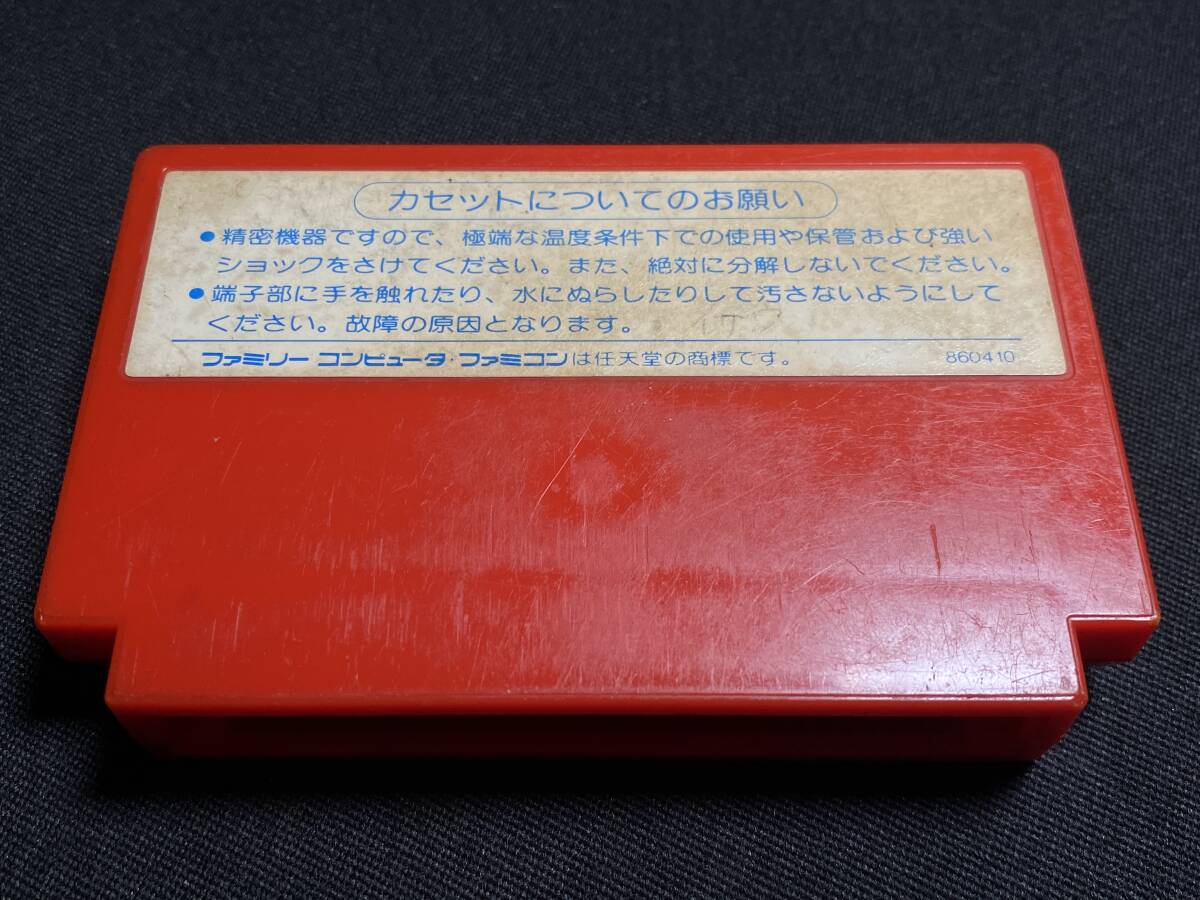 カセットについてのお願い
●精密機器ですので、極端な温度条件下での使用や保管および強い
ショックをさけてください。また、絶対に分解しないでください。
●端子部に手を触れたり、水にぬらしたりして汚さないようにして
ください。故障の原因となります。
ファミリー コンピュータ・ファミコンは任天堂の商標です。 860410